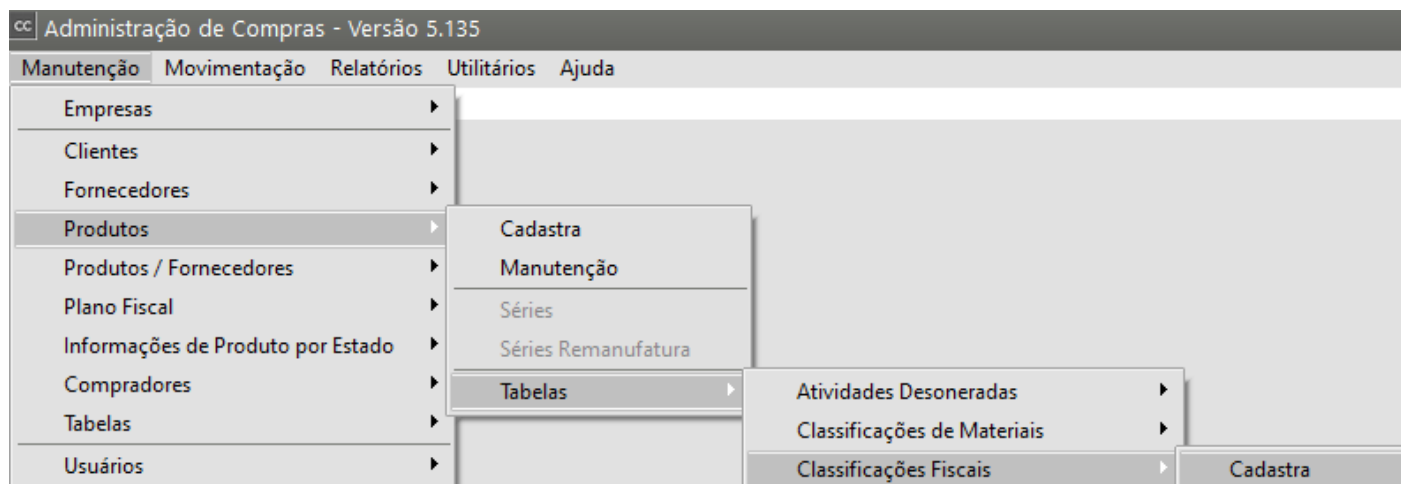 cc Administração de Compras - Versão 5.135
Manutenção Movimentação Relatórios Utilitários Ajuda
Empresas
Clientes
Fornecedores
Produtos
Cadastra
Produtos / Fornecedores
Manutenção
Plano Fiscal
Séries
Informações de Produto por Estado
Séries Remanufatura
Compradores
Tabelas
Atividades Desoneradas
Tabelas
Classificações de Materiais
Usuários
Classificações Fiscais
Cadastra